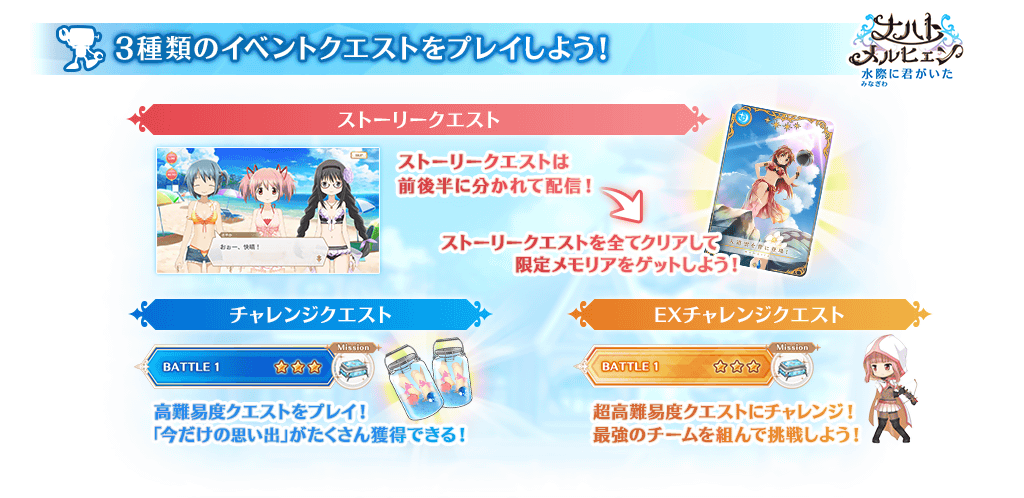 3種類のイベントクエストをプレイしよう!
ナハトメルヒェン
水際に君がいた
みなぎわ
ストーリークエスト
ストーリークエストは
前後半に分かれて配信!
おぉー、快晴!
ストーリークエストを全てクリアして
限定メモリアをゲットしよう!
チャレンジクエスト
Mission
BATTLE 1
高難易度クエストをプレイ!
「今だけの思い出」がたくさん獲得できる!
EXチャレンジクエスト
Mission
BATTLE 1
超高難易度クエストにチャレンジ!
最強のチームを組んで挑戦しよう!